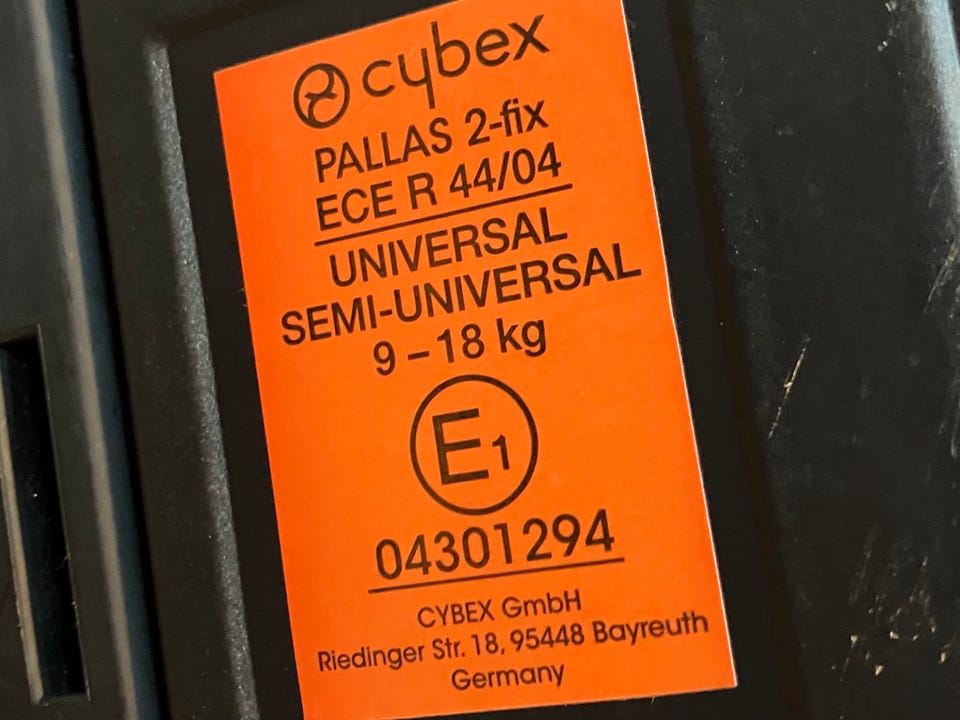 cybex
PALLAS 2-fix
ECE R 44/04
UNIVERSAL
SEMI-UNIVERSAL
9 – 18 kg
E1
04301294
CYBEX GmbH
Riedinger Str. 18, 95448 Bayreuth
Germany